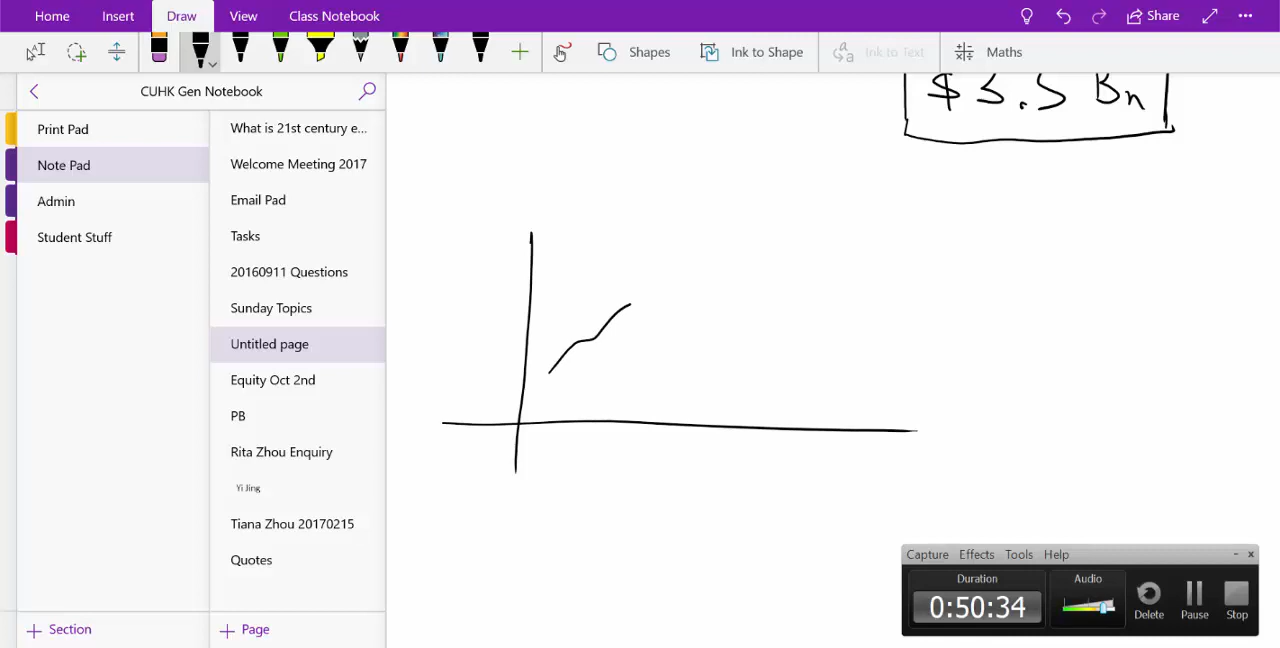 Home Insert Draw View Class Notebook Share
Shapes Ink to Shape Ink to Text Maths
CUHK Gen Notebook
Print Pad
Note Pad
Admin
Student Stuff
What is 21st century e...
Welcome Meeting 2017
Email Pad
Tasks
20160911 Questions
Sunday Topics
Untitled page
Equity Oct 2nd
PB
Rita Zhou Enquiry
Yi Jing
Tiana Zhou 20170215
Quotes
Section
Page
$3.5 Bn
Capture Effects Tools Help
Duration Audio
0:50:34
Delete Pause Stop